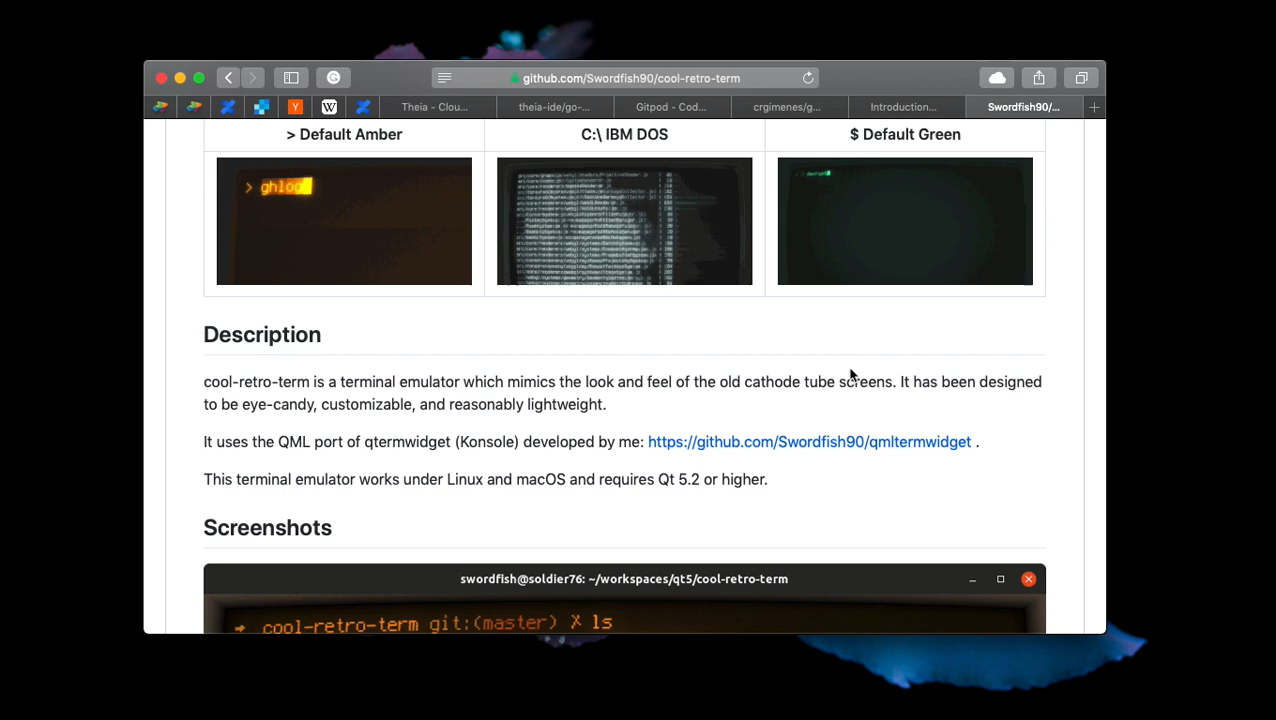 github.com/Swordfish90/cool-retro-term
Y
W
Theia - Clou...
theia-ide/go-...
Gitpod - Cod...
crgimenes/g...
Introduction...
Swordfish90/...
> Default Amber
C:\ IBM DOS
$ Default Green
> ghlog
Description
cool-retro-term is a terminal emulator which mimics the look and feel of the old cathode tube screens. It has been designed
to be eye-candy, customizable, and reasonably lightweight.
It uses the QML port of qtermwidget (Konsole) developed by me: https://github.com/Swordfish90/qmltermwidget .
This terminal emulator works under Linux and macOS and requires Qt 5.2 or higher.
Screenshots
swordfish@soldier76: ~/workspaces/qt5/cool-retro-term
cool-retro-term git:(master) X ls